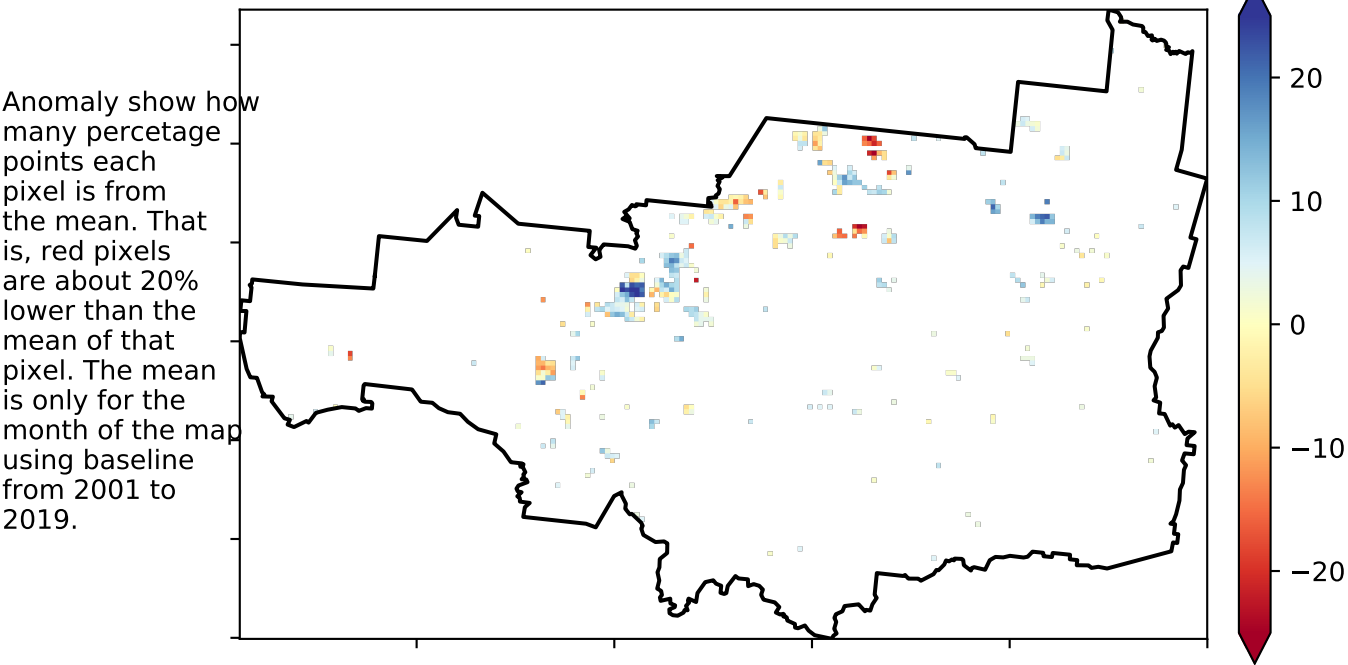 Anomaly show how
many percetage
points each
pixel is from
the mean. That
is, red pixels
are about 20%
lower than the
mean of that
pixel. The mean
is only for the
month of the map
using baseline
from 2001 to
2019.
20
10
0
−10
−20